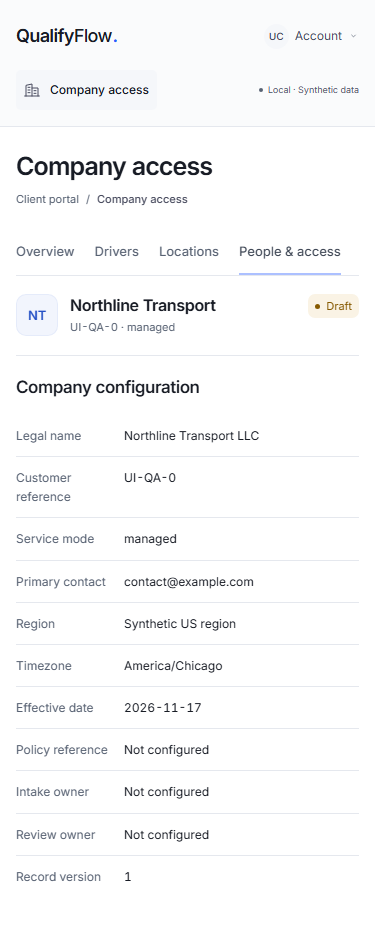 QualifyFlow.
UC Account
Company access
Local · Synthetic data
Company access
Client portal / Company access
Overview Drivers Locations People & access
NT
Northline Transport
UI-QA-0 · managed
Draft
Company configuration
Legal name Northline Transport LLC
Customer
reference
UI-QA-0
Service mode managed
Primary contact contact@example.com
Region Synthetic US region
Timezone America/Chicago
Effective date 2026-11-17
Policy reference Not configured
Intake owner Not configured
Review owner Not configured
Record version 1